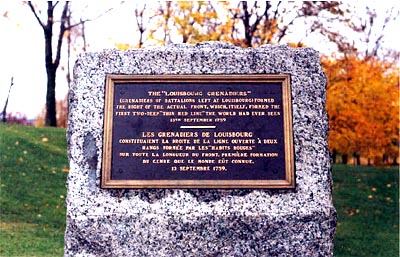 THE "LOUISBOURG GRENADIERS"
(GRENADIERS OF BATTALIONS LEFT AT LOUISBOURG) FORMED
THE RIGHT OF THE ACTUAL FRONT, WHICH, ITSELF, FORMED THE
FIRST TWO-DEEP "THIN RED LINE" THE WORLD HAD EVER SEEN
13TH SEPTEMBER 1759
LES GRENADIERS DE LOUISBOURG
CONSTITUAIENT LA DROITE DE LA LIGNE OUVERTE À DEUX
RANGS FORMÉE PAR LES "HABITS ROUGES"
SUR TOUTE LA LONGUEUR DU FRONT, PREMIÈRE FORMATION
DU GENRE QUE LE MONDE EÛT CONNUE.
13 SEPTEMBRE 1759.